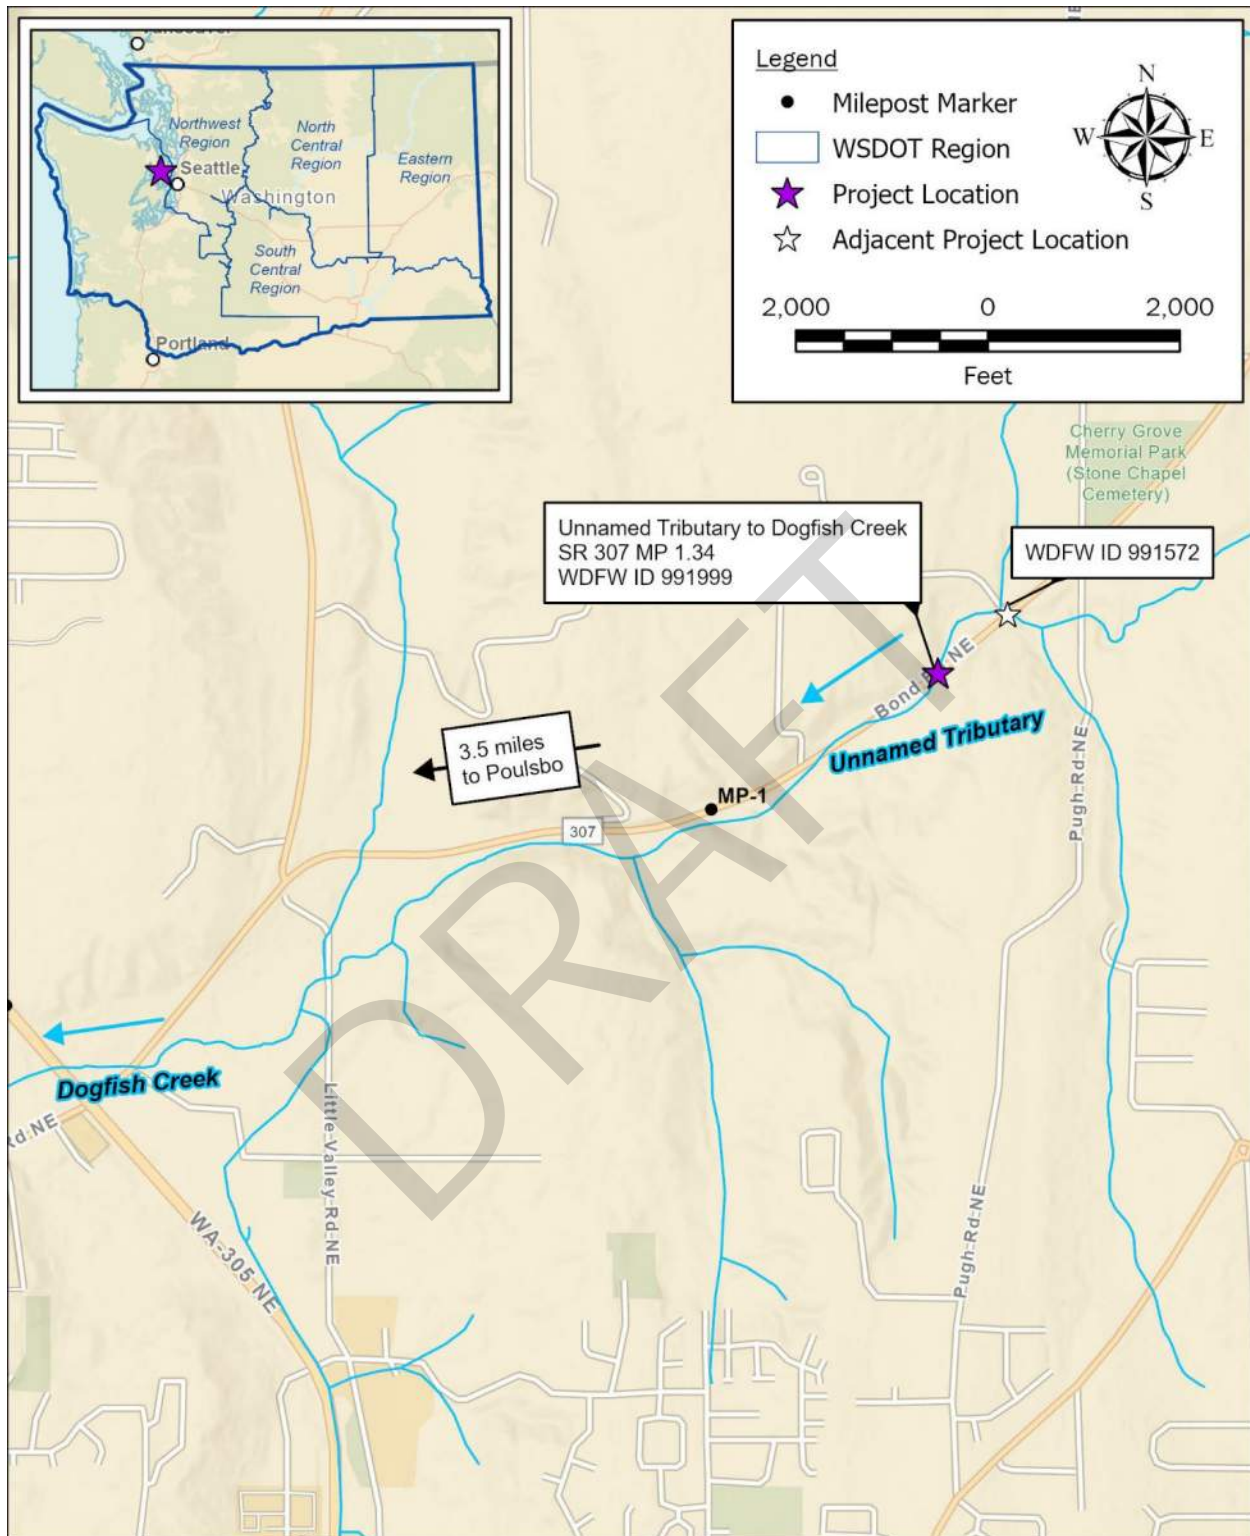 Northwest
Region
North
Central
Region
Eastern
Region
Seattle
Washington
South
Central
Region
Portland
Legend
Milepost Marker
WSDOT Region
Project Location
Adjacent Project Location
N
W
E
S
2,000
0
2,000
Feet
NE
Cherry Grove
Memorial Park
(Stone Chapel
Cemetery)
Unnamed Tributary to Dogfish Creek
SR 307 MP 1.34
WDFW ID 991999
WDFW ID 991572
Bond NE
Unnamed Tributary
3.5 miles
to Poulsbo
MP-1
307
Pugh Rd NE
DRAFT
Dogfish Creek
Rd NE
Little Valley Rd NE
WA-305 NE
Pugh Rd NE